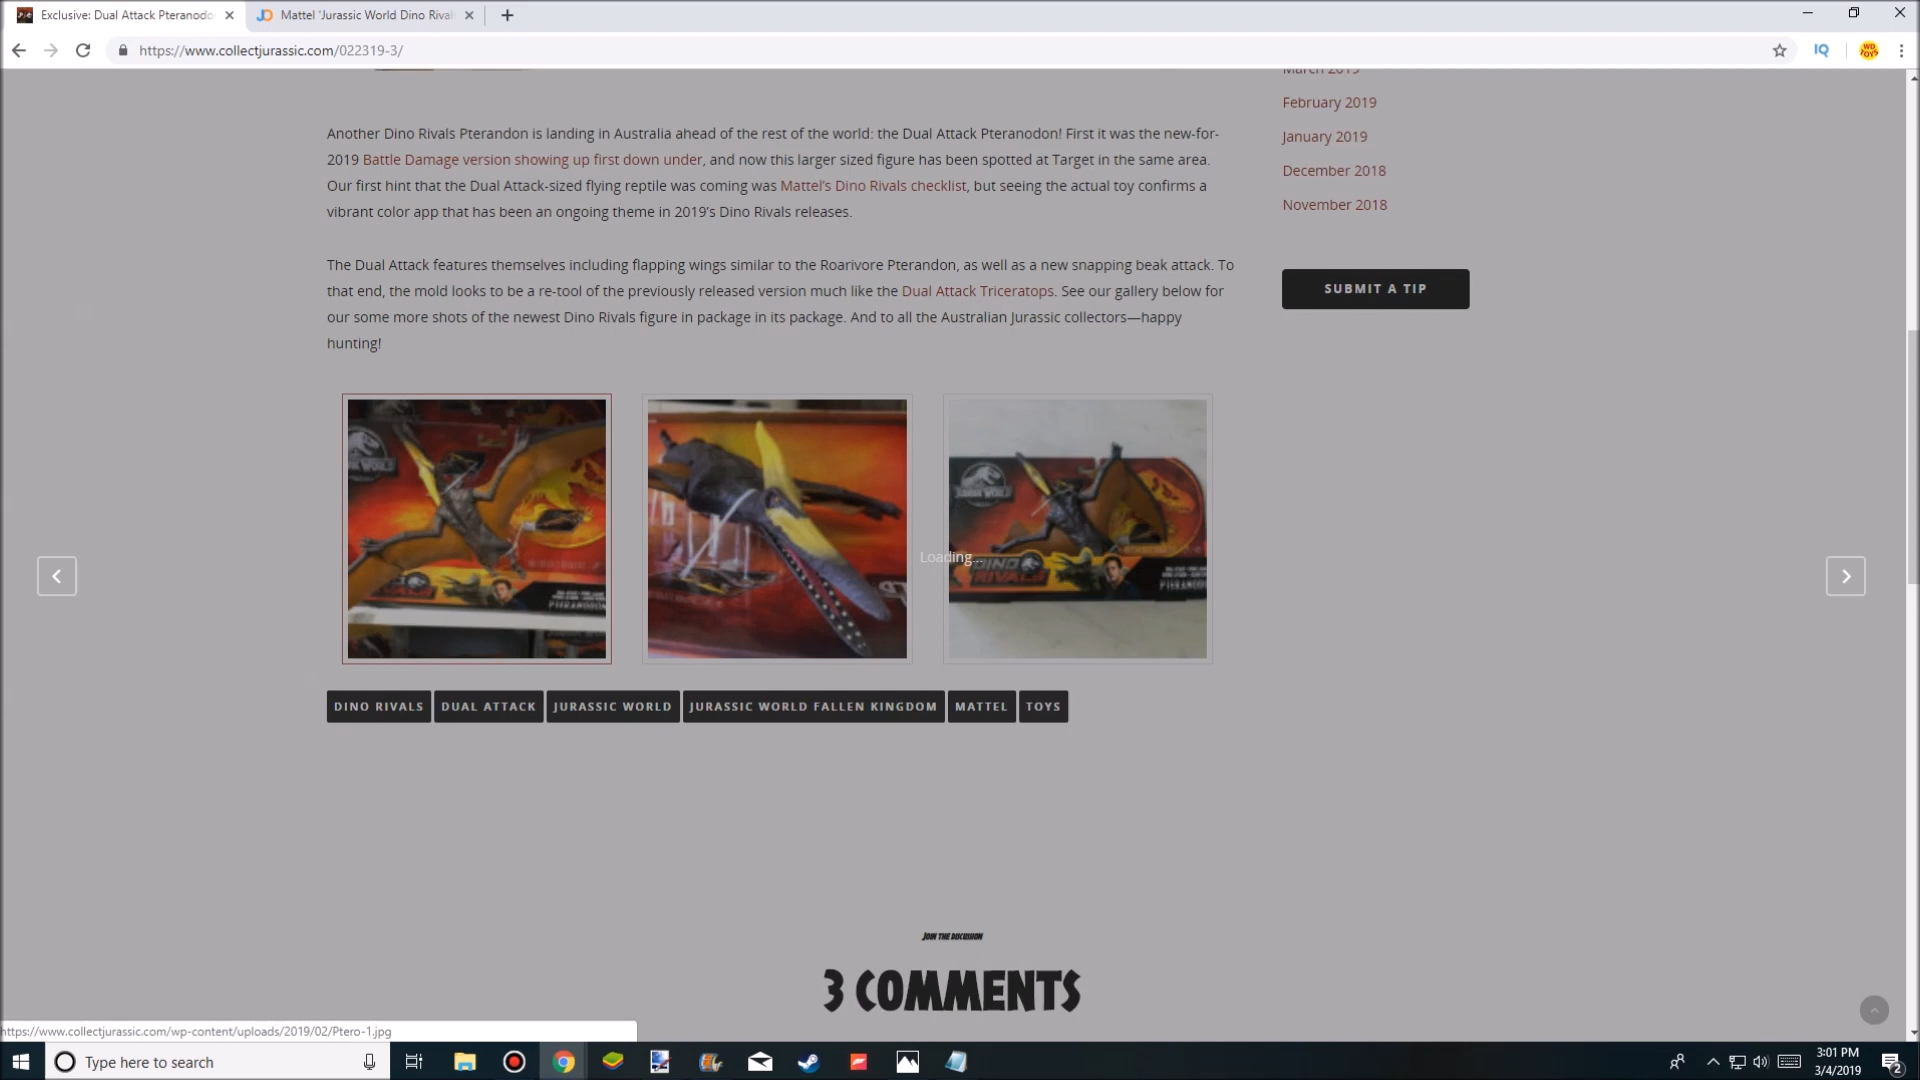 Exclusive: Dual Attack Pteranodo
Mattel 'Jurassic World Dino Rival
https://www.collectjurassic.com/022319-3/
IQ
WD TOYS
March 2019
February 2019
January 2019
December 2018
November 2018
SUBMIT A TIP
Another Dino Rivals Pterandon is landing in Australia ahead of the rest of the world: the Dual Attack Pteranodon! First it was the new-for-
2019 Battle Damage version showing up first down under, and now this larger sized figure has been spotted at Target in the same area.
Our first hint that the Dual Attack-sized flying reptile was coming was Mattel's Dino Rivals checklist, but seeing the actual toy confirms a
vibrant color app that has been an ongoing theme in 2019's Dino Rivals releases.
The Dual Attack features themselves including flapping wings similar to the Roarivore Pterandon, as well as a new snapping beak attack. To
that end, the mold looks to be a re-tool of the previously released version much like the Dual Attack Triceratops. See our gallery below for
our some more shots of the newest Dino Rivals figure in package in its package. And to all the Australian Jurassic collectors—happy
hunting!
PTERANODON
JURASSIC WORLD
DINO
RIVALS
PTERANODON
Loading...
DINO RIVALS
DUAL ATTACK
JURASSIC WORLD
JURASSIC WORLD FALLEN KINGDOM
MATTEL
TOYS
JOIN THE DISCUSSION
3 COMMENTS
https://www.collectjurassic.com/wp-content/uploads/2019/02/Ptero-1.jpg
Type here to search
3:01 PM
3/4/2019
2